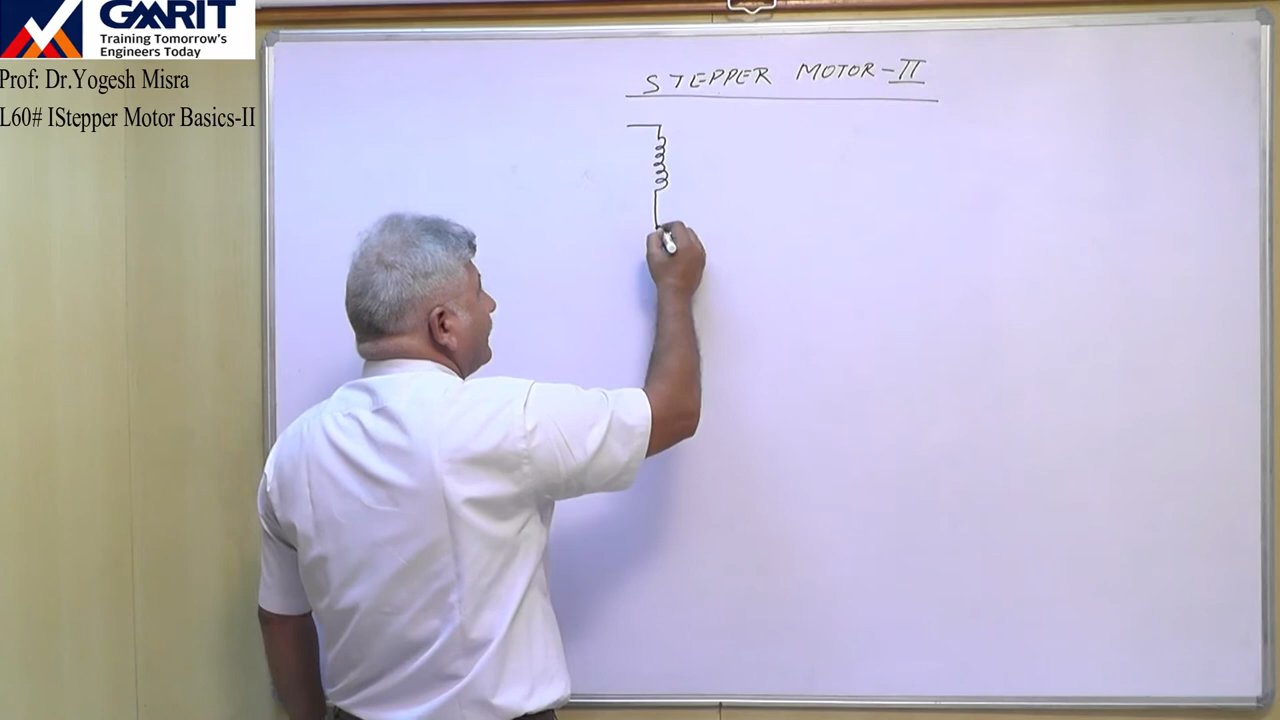 GMRIT
Training Tomorrow's
Engineers Today
Prof: Dr.Yogesh Misra
L60# IStepper Motor Basics-II
STEPPER MOTOR-II